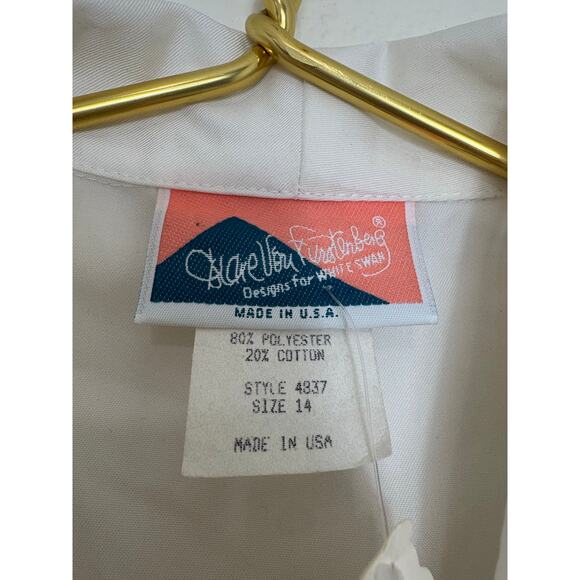 Diane Von Furstenberg ®
Designs for WHITE SWAN
MADE IN U.S.A.
80% POLYESTER
20% COTTON
STYLE 4837
SIZE 14
MADE IN USA